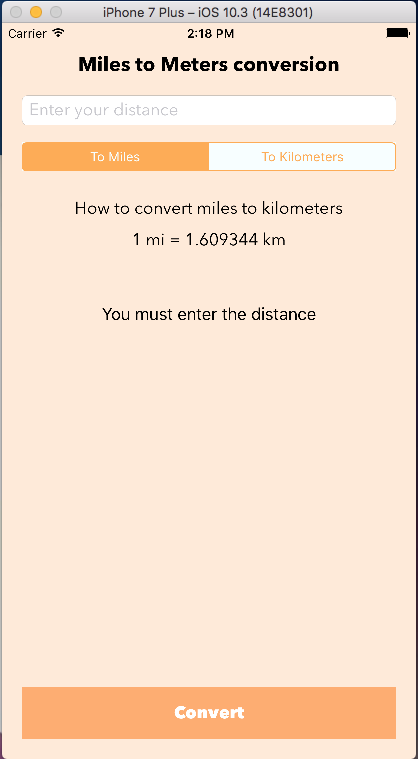 iPhone 7 Plus – iOS 10.3 (14E8301)
Carrier 2:18 PM
Miles to Meters conversion
Enter your distance
To Miles To Kilometers
How to convert miles to kilometers
1 mi = 1.609344 km
You must enter the distance
Convert